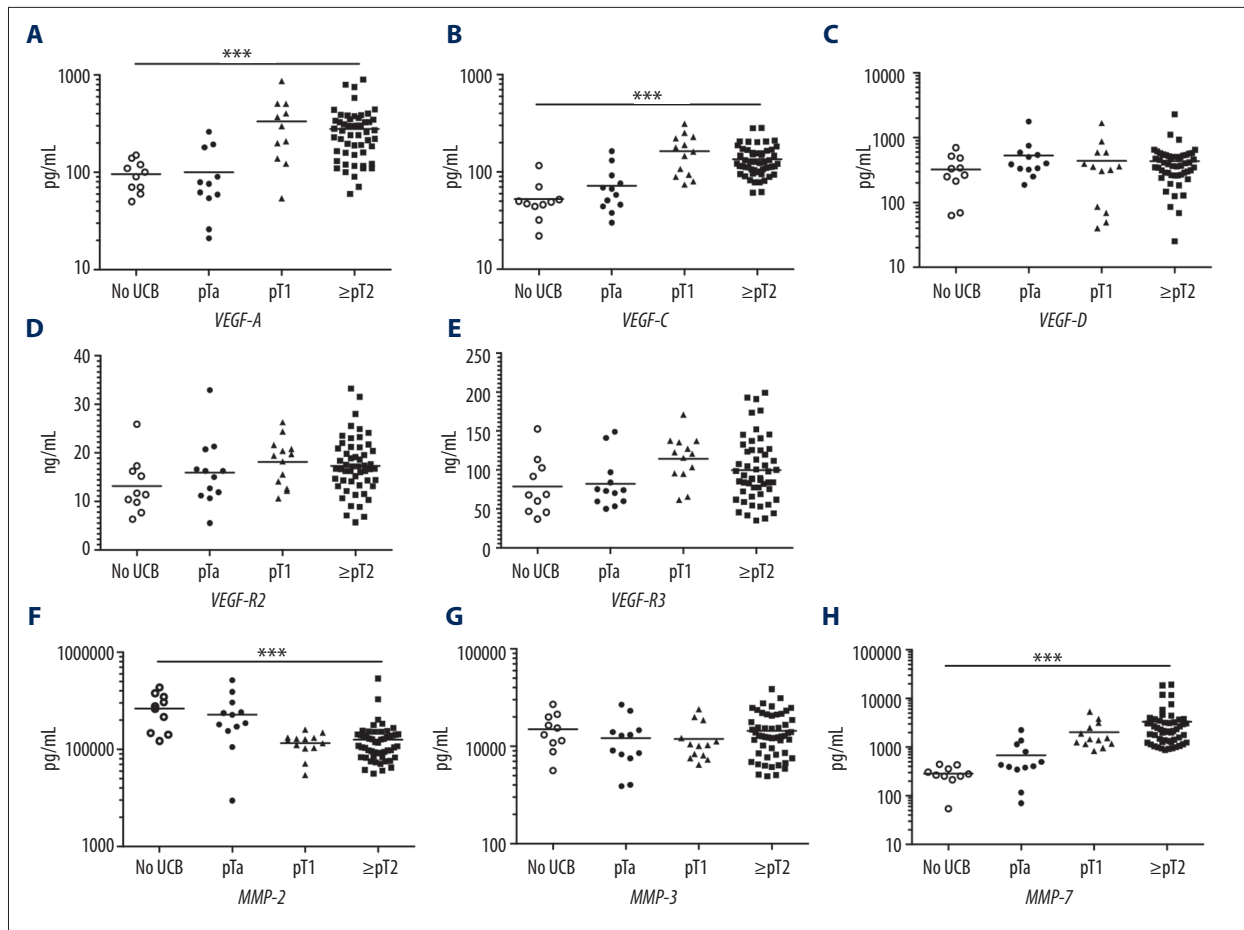 A
***
1000
100
10
pg/mL
No UCB pTa pT1 ≥pT2
VEGF-A
B
***
1000
100
10
pg/mL
No UCB pTa pT1 ≥pT2
VEGF-C
C
10000
1000
100
10
pg/mL
No UCB pTa pT1 ≥pT2
VEGF-D
D
40
30
20
10
0
ng/mL
No UCB pTa pT1 ≥pT2
VEGF-R2
E
250
200
150
100
50
0
ng/mL
No UCB pTa pT1 ≥pT2
VEGF-R3
F
***
1000000
100000
1000
pg/mL
No UCB pTa pT1 ≥pT2
MMP-2
G
100000
10000
100
pg/mL
No UCB pTa pT1 ≥pT2
MMP-3
H
***
100000
10000
1000
100
10
pg/mL
No UCB pTa pT1 ≥pT2
MMP-7